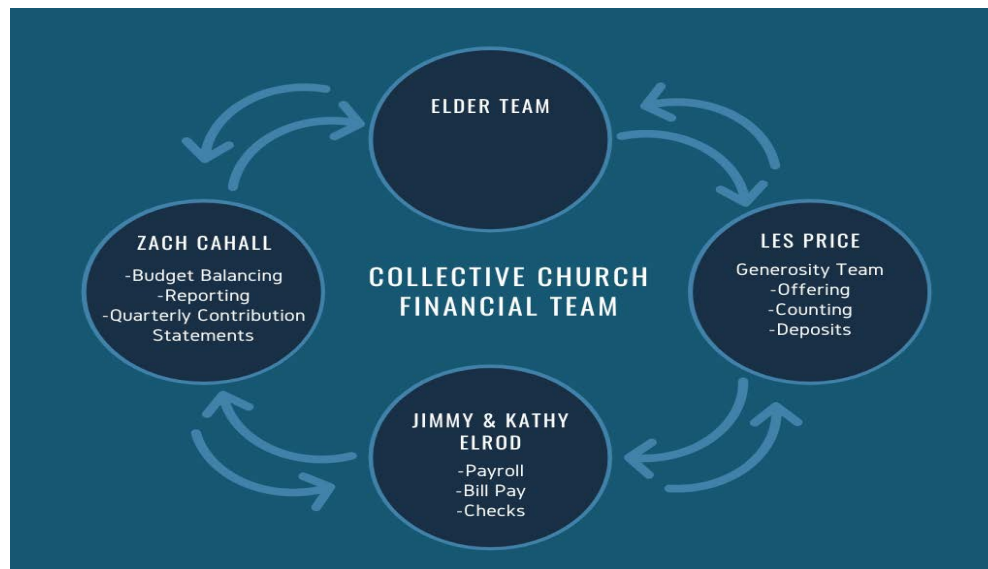 ELDER TEAM
ZACH CAHALL
-Budget Balancing
-Reporting
-Quarterly Contribution
Statements
COLLECTIVE CHURCH
FINANCIAL TEAM
LES PRICE
Generosity Team
-Offering
-Counting
-Deposits
JIMMY & KATHY
ELROD
-Payroll
-Bill Pay
-Checks